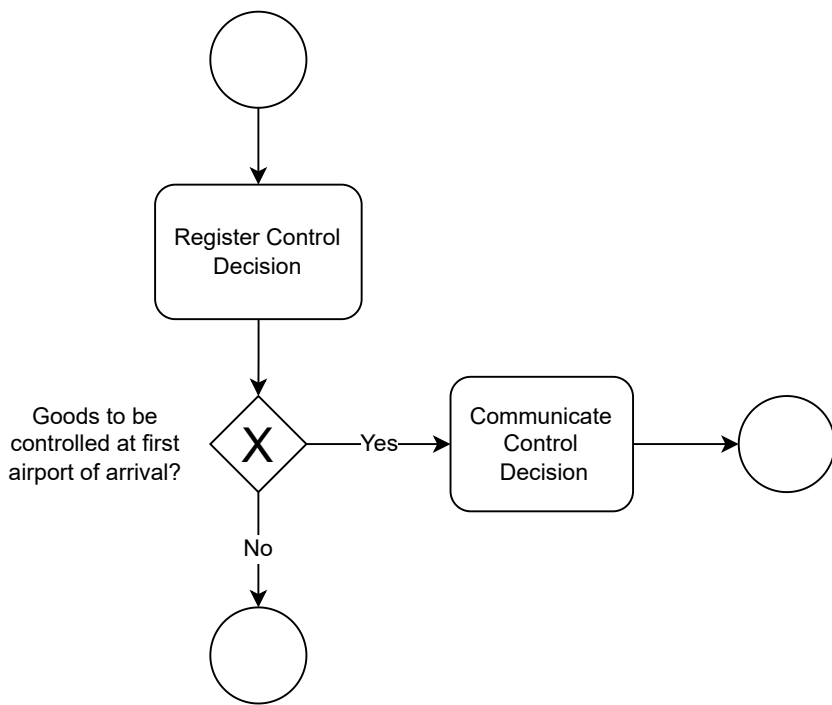 Register Control
Decision
Goods to be
controlled at first
airport of arrival?
X
Yes
Communicate
Control
Decision
No